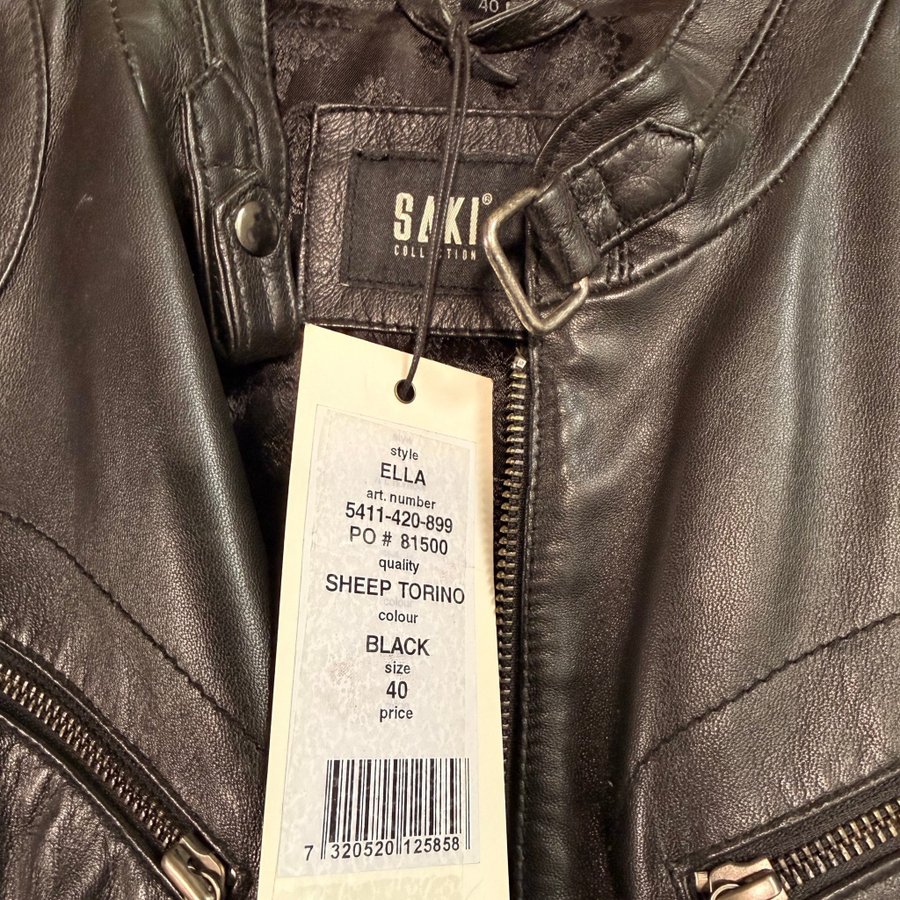 40
SAKI®
COLLECTION
style
ELLA
art. number
5411-420-899
PO # 81500
quality
SHEEP TORINO
colour
colour
BLACK
size
40
price
7 320520 125858